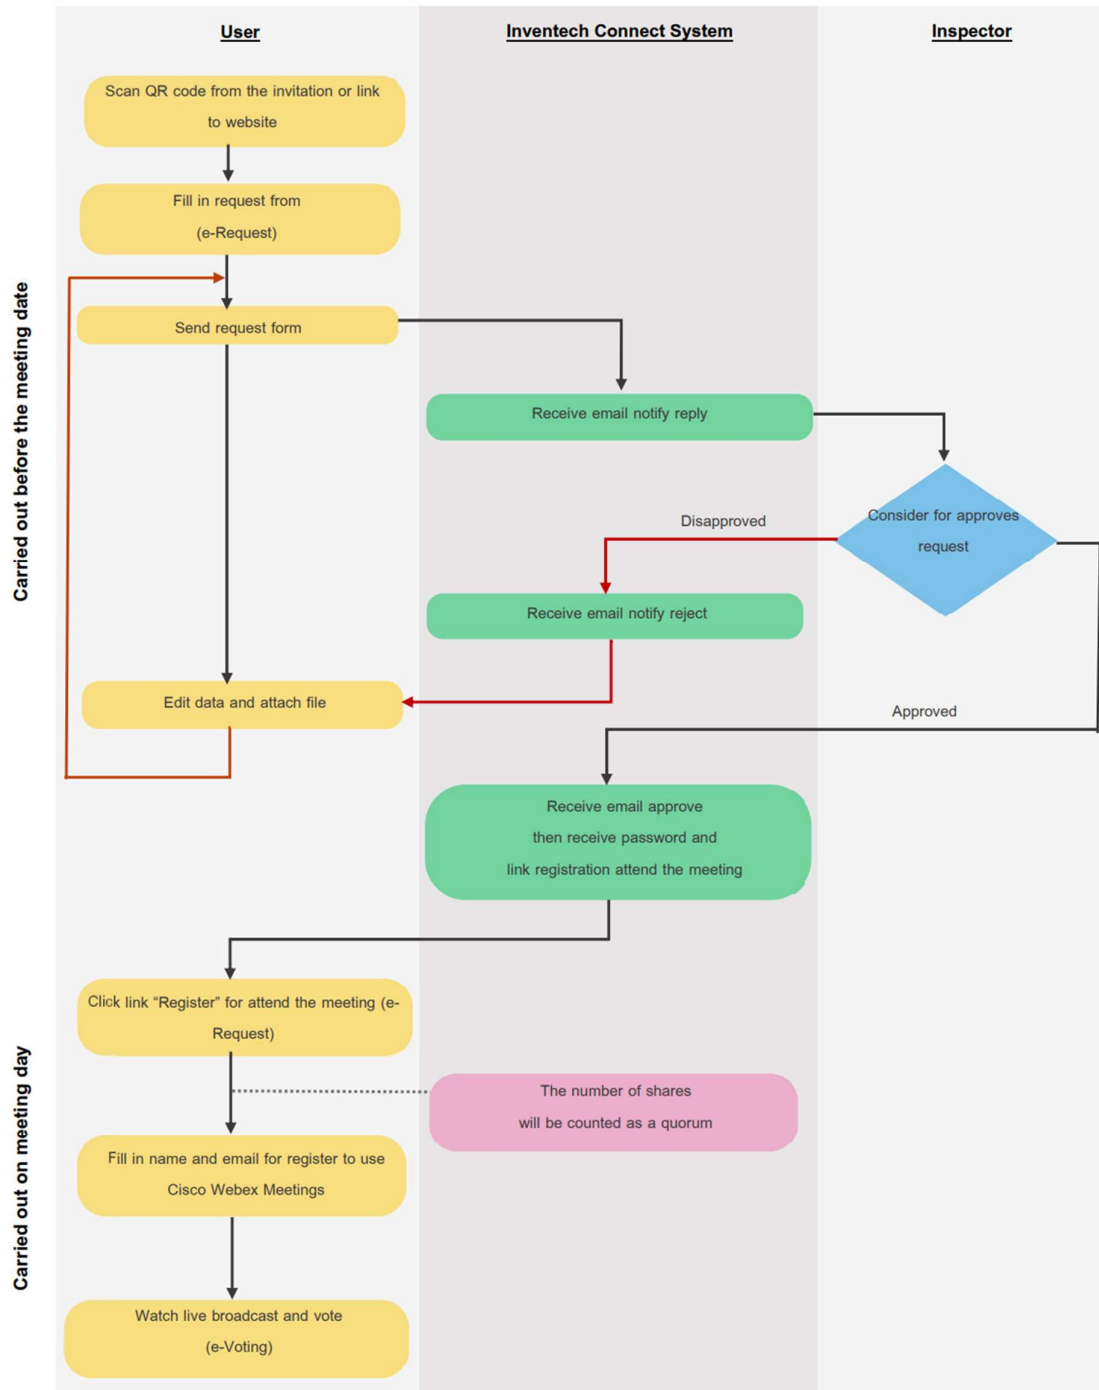 User
Inventech Connect System
Inspector
Carried out before the meeting date
Scan QR code from the invitation or link
to website
Fill in request from
(e-Request)
Send request form
Receive email notify reply
Consider for approves
request
Disapproved
Receive email notify reject
Edit data and attach file
Approved
Receive email approve
then receive password and
link registration attend the meeting
Carried out on meeting day
Click link “Register” for attend the meeting (e-
Request)
The number of shares
will be counted as a quorum
Fill in name and email for register to use
Cisco Webex Meetings
Watch live broadcast and vote
(e-Voting)